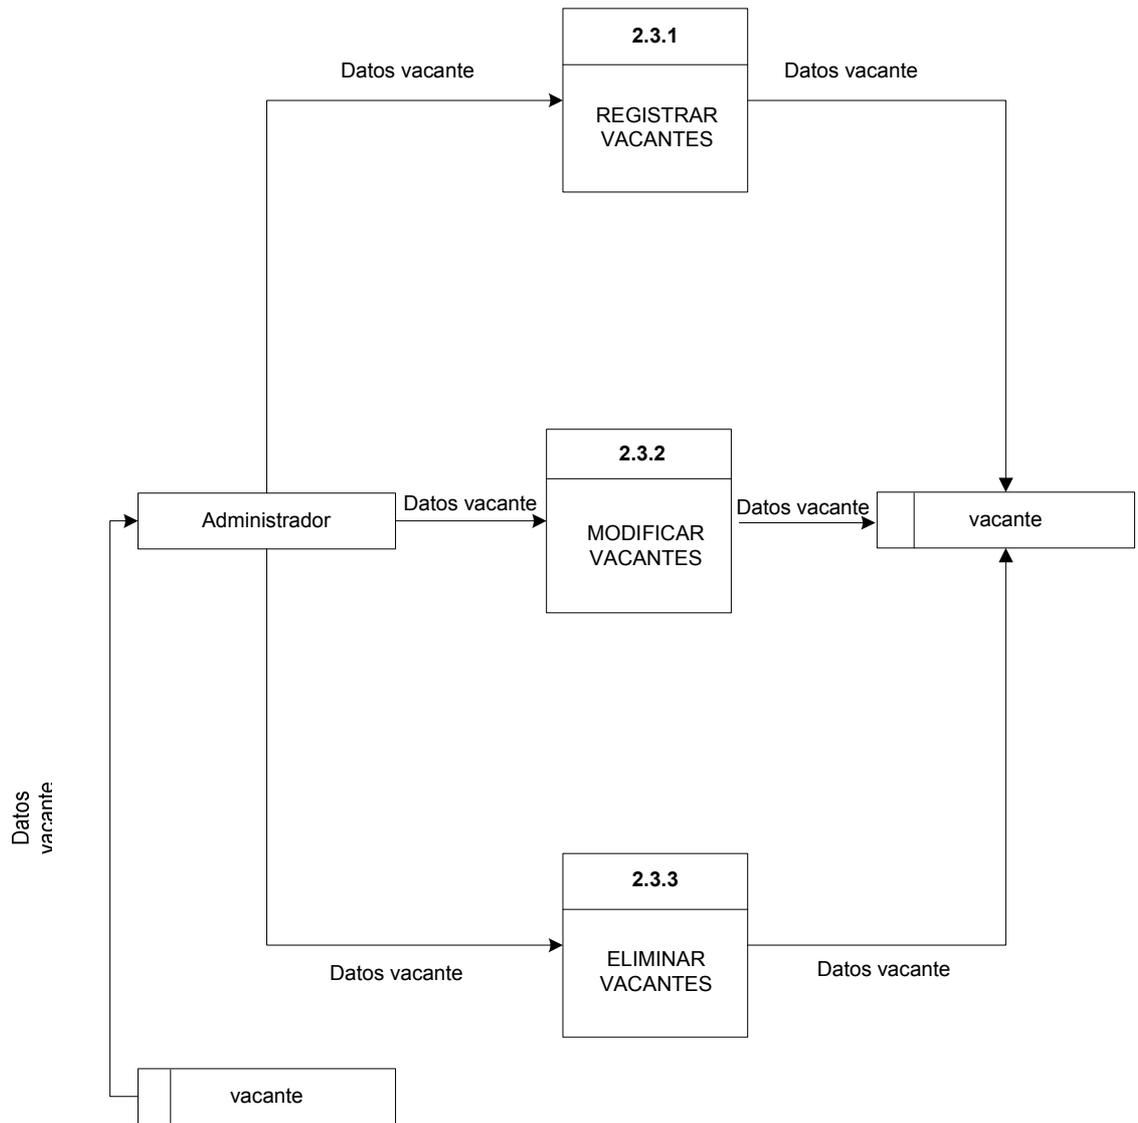 2.3.1
Datos vacante
Datos vacante
REGISTRAR
VACANTES
2.3.2
Datos vacante
Datos vacante
Administrador
vacante
MODIFICAR
VACANTES
Datos
vacante
2.3.3
ELIMINAR
VACANTES
Datos vacante
Datos vacante
vacante